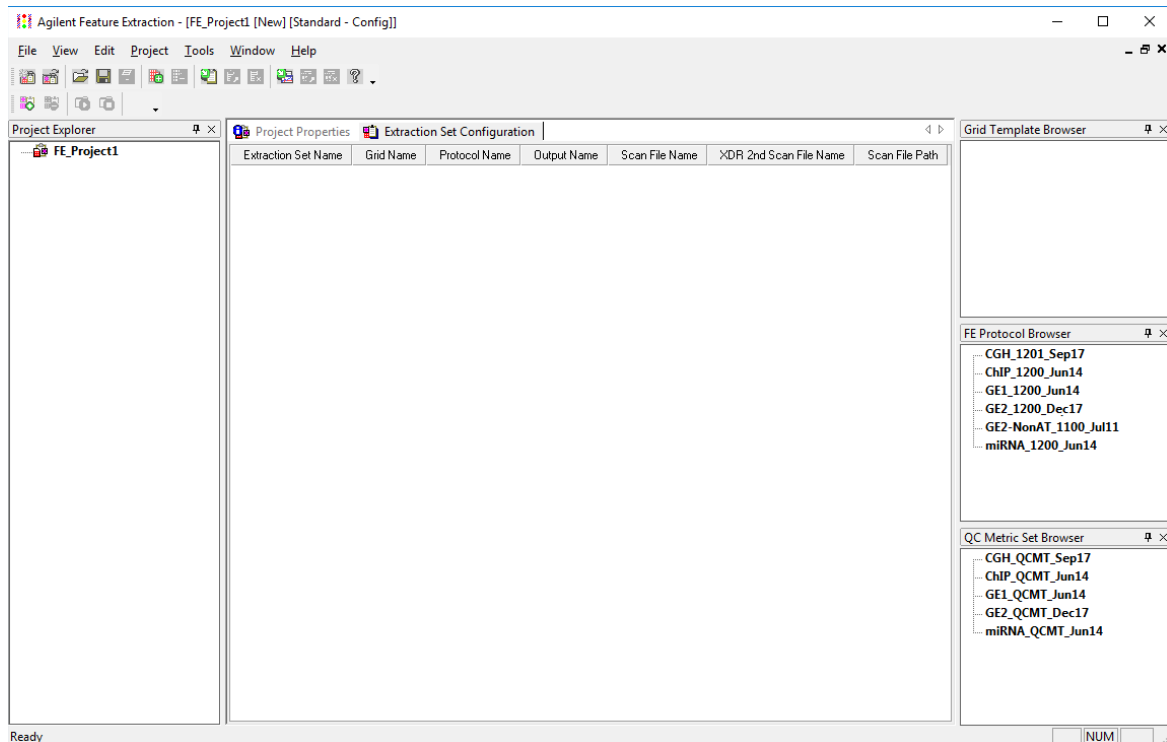 Agilent Feature Extraction - [FE_Project1 [New] [Standard - Config]]
File View Edit Project Tools Window Help
Project Explorer
FE_Project1
Project Properties Extraction Set Configuration
Extraction Set Name Grid Name Protocol Name Output Name Scan File Name XDR 2nd Scan File Name Scan File Path
Grid Template Browser
FE Protocol Browser
CGH_1201_Sep17
ChIP_1200_Jun14
GE1_1200_Jun14
GE2_1200_Dec17
GE2-NonAT_1100_Jul11
miRNA_1200_Jun14
QC Metric Set Browser
CGH_QCMT_Sep17
ChIP_QCMT_Jun14
GE1_QCMT_Jun14
GE2_QCMT_Dec17
miRNA_QCMT_Jun14
Ready NUM